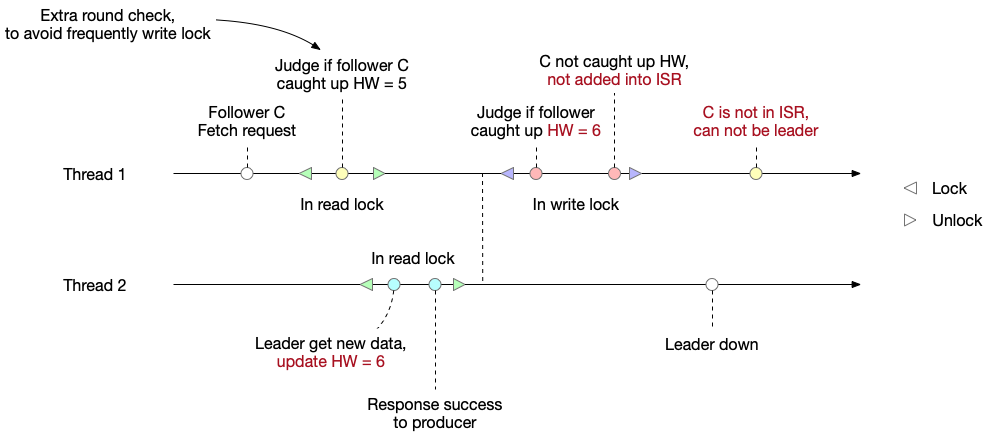 Extra round check,
to avoid frequently write lock
Judge if follower C
caught up HW = 5
C not caught up HW,
not added into ISR
Follower C
Fetch request
Judge if follower
caught up HW = 6
C is not in ISR,
can not be leader
Thread 1
In read lock
In write lock
Lock
Unlock
In read lock
Thread 2
Leader get new data,
update HW = 6
Leader down
Response success
to producer